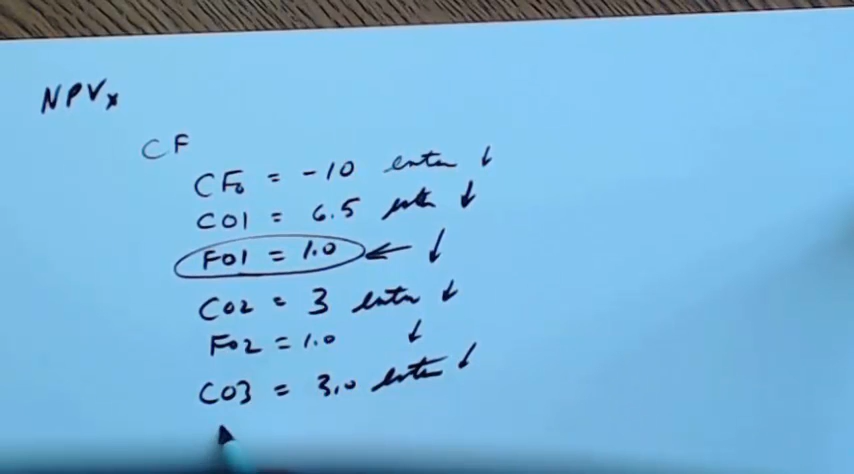 NPVx
CF
CF0 = -10 enter ↓
C01 = 6.5 enter ↓
F01 = 1.0 ← ↓
C02 = 3 enter ↓
F02 = 1.0 ↓
C03 = 3.0 enter ↓